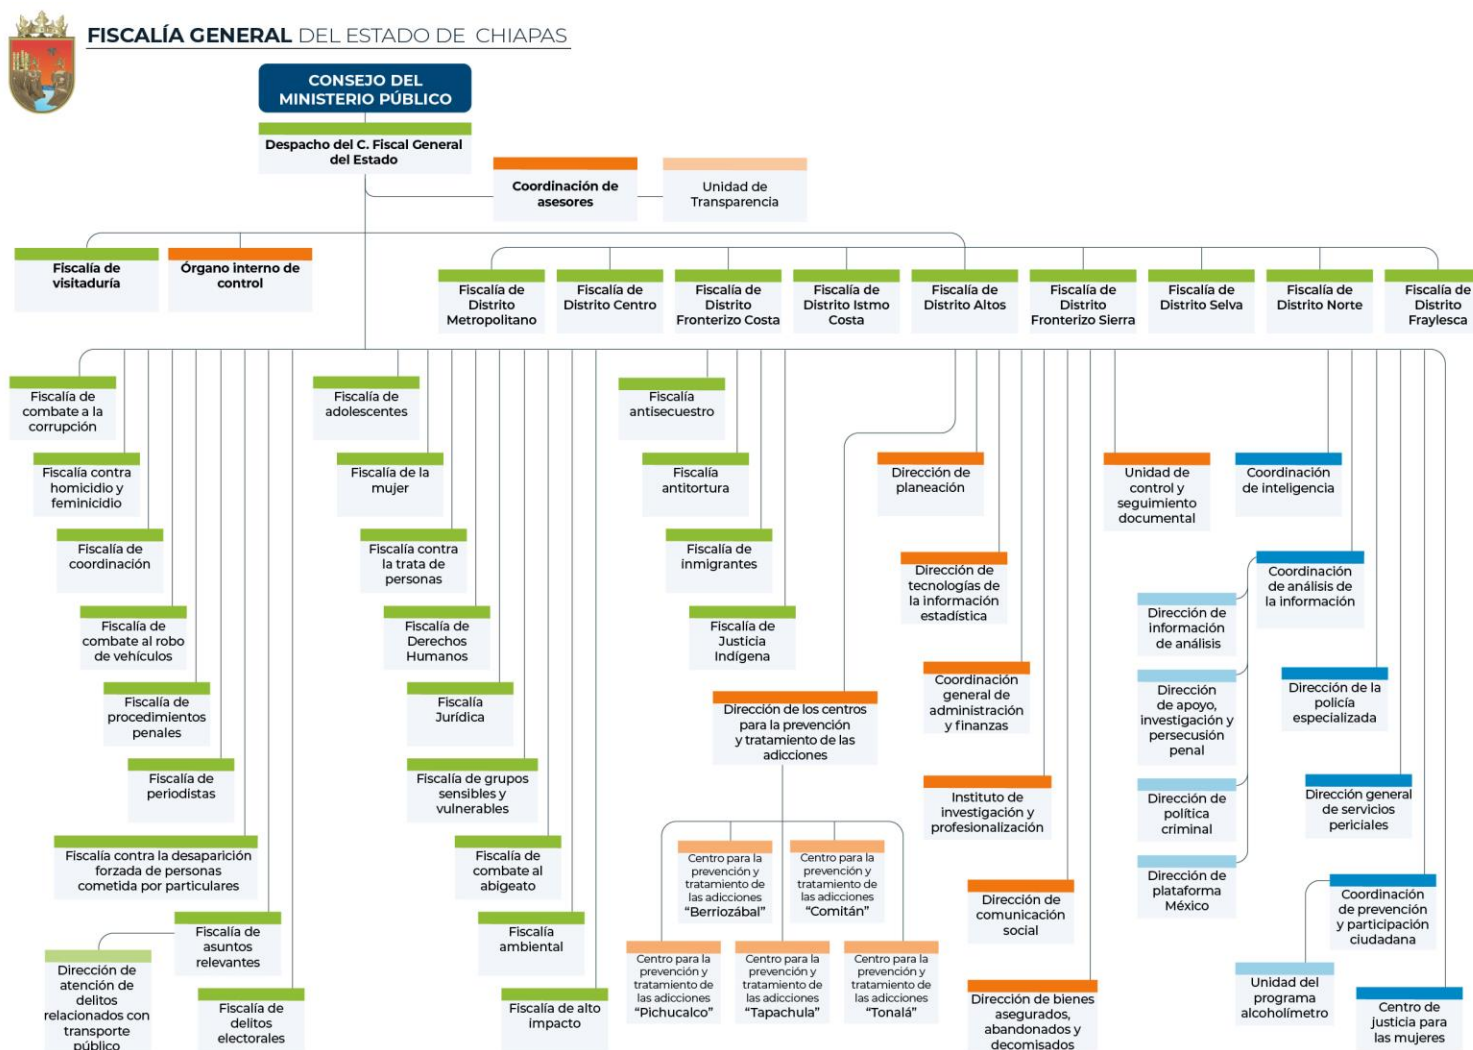 FISCALÍA GENERAL DEL ESTADO DE CHIAPAS
CONSEJO DEL
MINISTERIO PÚBLICO
Despacho del C. Fiscal General
del Estado
Coordinación de
asesores
Unidad de
Transparencia
Fiscalía de
visitaduría
Órgano interno de
control
Fiscalía de
Distrito
Metropolitano
Fiscalía de
Distrito Centro
Fiscalía de
Distrito
Fronterizo Costa
Fiscalía de
Distrito Istmo
Costa
Fiscalía de
Distrito Altos
Fiscalía de
Distrito
Fronterizo Sierra
Fiscalía de
Distrito Selva
Fiscalía de
Distrito Norte
Fiscalía de
Distrito
Fraylesca
Fiscalía de
combate a la
corrupción
Fiscalía contra
homicidio y
feminicidio
Fiscalía de
coordinación
Fiscalía de
combate al robo
de vehículos
Fiscalía de
procedimientos
penales
Fiscalía de
periodistas
Fiscalía contra la desaparición
forzada de personas
cometida por particulares
Fiscalía de
asuntos
relevantes
Dirección de
atención de
delitos
relacionados con
transporte
público
Fiscalía de
delitos
electorales
Fiscalía de
adolescentes
Fiscalía de la
mujer
Fiscalía contra
la trata de
personas
Fiscalía de
Derechos
Humanos
Fiscalía
Jurídica
Fiscalía de grupos
sensibles y
vulnerables
Fiscalía de
combate al
abigeato
Fiscalía
ambiental
Fiscalía de alto
impacto
Fiscalía
antisecuestro
Fiscalía
antitortura
Fiscalía de
inmigrantes
Fiscalía de
Justicia
Indígena
Dirección de los centros
para la prevención
y tratamiento de las
adicciones
Centro para la
prevención y
tratamiento de
las adicciones
“Berriozábal”
Centro para la
prevención y
tratamiento de
las adicciones
“Comitán”
Centro para la
prevención y
tratamiento de
las adicciones
“Pichucalco”
Centro para la
prevención y
tratamiento de
las adicciones
“Tapachula”
Centro para la
prevención y
tratamiento de
las adicciones
“Tonalá”
Dirección de
planeación
Dirección de
tecnologías de
la información
estadística
Coordinación
general de
administración
y finanzas
Instituto de
investigación y
profesionalización
Dirección de
comunicación
social
Dirección de bienes
asegurados,
abandonados y
decomisados
Unidad de
control y
seguimiento
documental
Coordinación
de inteligencia
Coordinación
de análisis de
la información
Dirección de
información
de análisis
Dirección
de apoyo,
investigación y
persecusión
penal
Dirección de
política
criminal
Dirección de
plataforma
México
Dirección de la
policía
especializada
Dirección general
de servicios
periciales
Coordinación
de prevención
y participación
ciudadana
Unidad del
programa
alcoholímetro
Centro de
justicia para
las mujeres